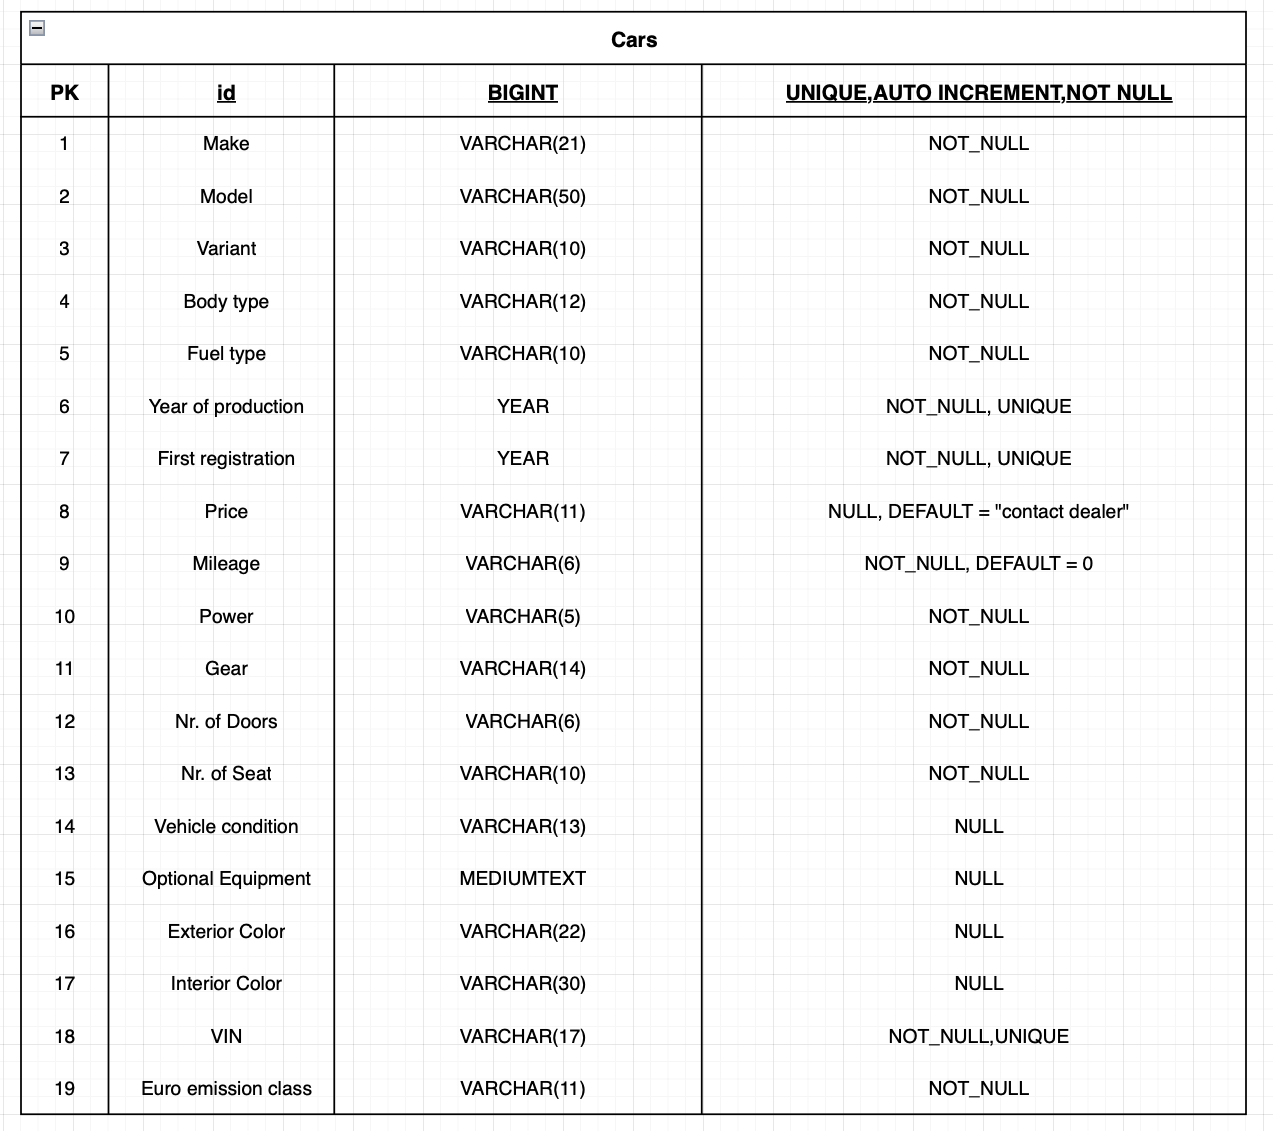 Cars
PK id BIGINT UNIQUE,AUTO INCREMENT,NOT NULL
1 Make VARCHAR(21) NOT_NULL
2 Model VARCHAR(50) NOT_NULL
3 Variant VARCHAR(10) NOT_NULL
4 Body type VARCHAR(12) NOT_NULL
5 Fuel type VARCHAR(10) NOT_NULL
6 Year of production YEAR NOT_NULL, UNIQUE
7 First registration YEAR NOT_NULL, UNIQUE
8 Price VARCHAR(11) NULL, DEFAULT = "contact dealer"
9 Mileage VARCHAR(6) NOT_NULL, DEFAULT = 0
10 Power VARCHAR(5) NOT_NULL
11 Gear VARCHAR(14) NOT_NULL
12 Nr. of Doors VARCHAR(6) NOT_NULL
13 Nr. of Seat VARCHAR(10) NOT_NULL
14 Vehicle condition VARCHAR(13) NULL
15 Optional Equipment MEDIUMTEXT NULL
16 Exterior Color VARCHAR(22) NULL
17 Interior Color VARCHAR(30) NULL
18 VIN VARCHAR(17) NOT_NULL,UNIQUE
19 Euro emission class VARCHAR(11) NOT_NULL